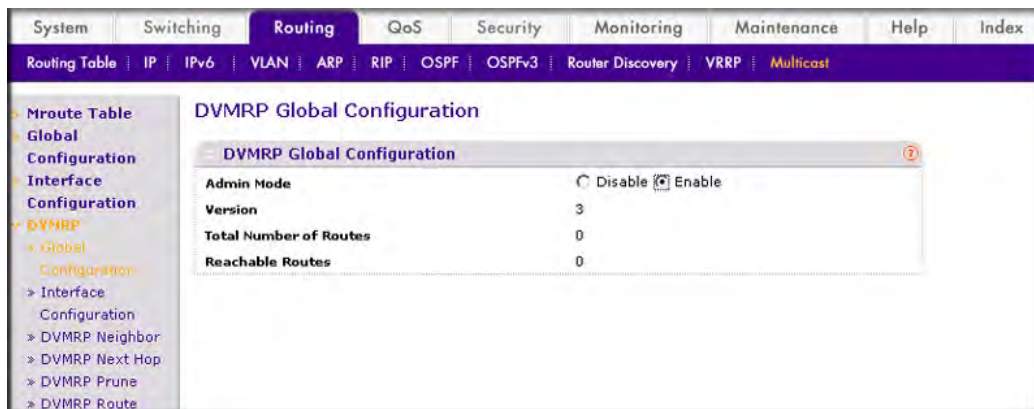 System Switching Routing QoS Security Monitoring Maintenance Help Index
Routing Table IP IPv6 VLAN ARP RIP OSPF OSPFv3 Router Discovery VRRP Multicast
Mroute Table
Global
Configuration
Interface
Configuration
DVMRP
» Global
Configuration
» Interface
Configuration
» DVMRP Neighbor
» DVMRP Next Hop
» DVMRP Prune
» DVMRP Route
DVMRP Global Configuration
DVMRP Global Configuration ?
Admin Mode Disable Enable
Version 3
Total Number of Routes 0
Reachable Routes 0